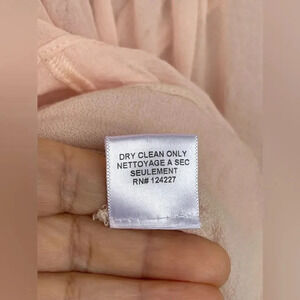 DRY CLEAN ONLY
NETTOYAGE A SEC
SEULEMENT
RN# 124227